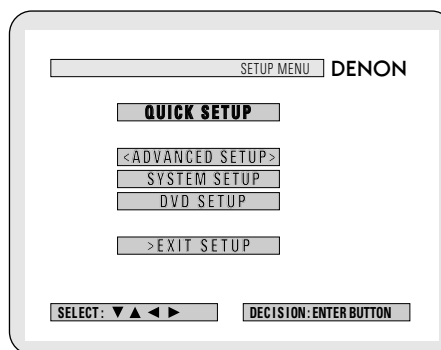 SETUP MENU DENON
QUICK SETUP
<ADVANCED SETUP>
SYSTEM SETUP
DVD SETUP
>EXIT SETUP
SELECT: ▼ ▲ ◄ ► DECISION: ENTER BUTTON